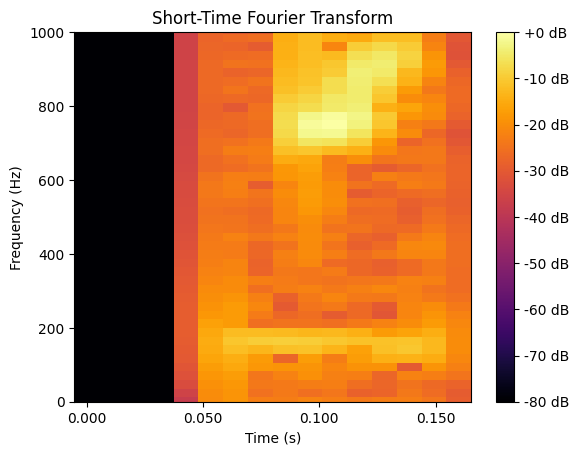 Short-Time Fourier Transform
Frequency (Hz)
1000
800
600
400
200
0
0.000
0.050
0.100
0.150
Time (s)
+0 dB
-10 dB
-20 dB
-30 dB
-40 dB
-50 dB
-60 dB
-70 dB
-80 dB